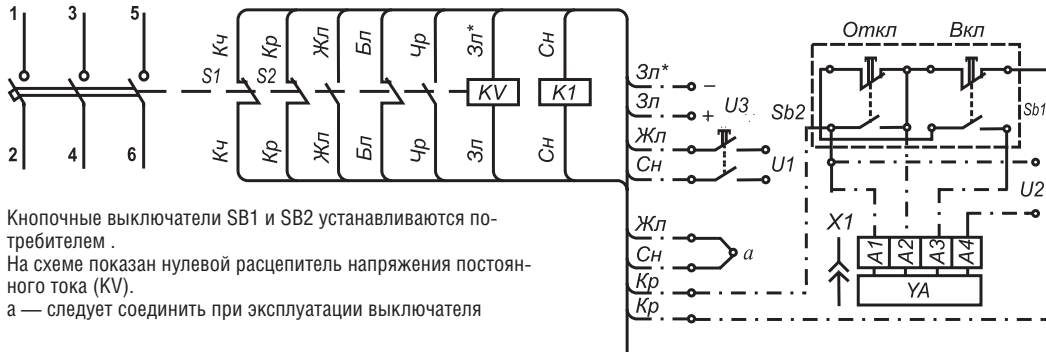 1 3 5
Кч Кр Жл Бл Чр Зл* Сн
S1 S2
KV K1
2 4 6
Кч Кр Жл Бл Чр Зл Сн
Зл* −
Зл + U3
Жл
Сн U1
Жл
Сн а
Кр
Кр
Откл Вкл
Sb2 Sb1
U2
X1
A1 A2 A3 A4
YA
Кнопочные выключатели SB1 и SB2 устанавливаются по-
требителем .
На схеме показан нулевой расцепитель напряжения постоян-
ного тока (KV).
а — следует соединить при эксплуатации выключателя